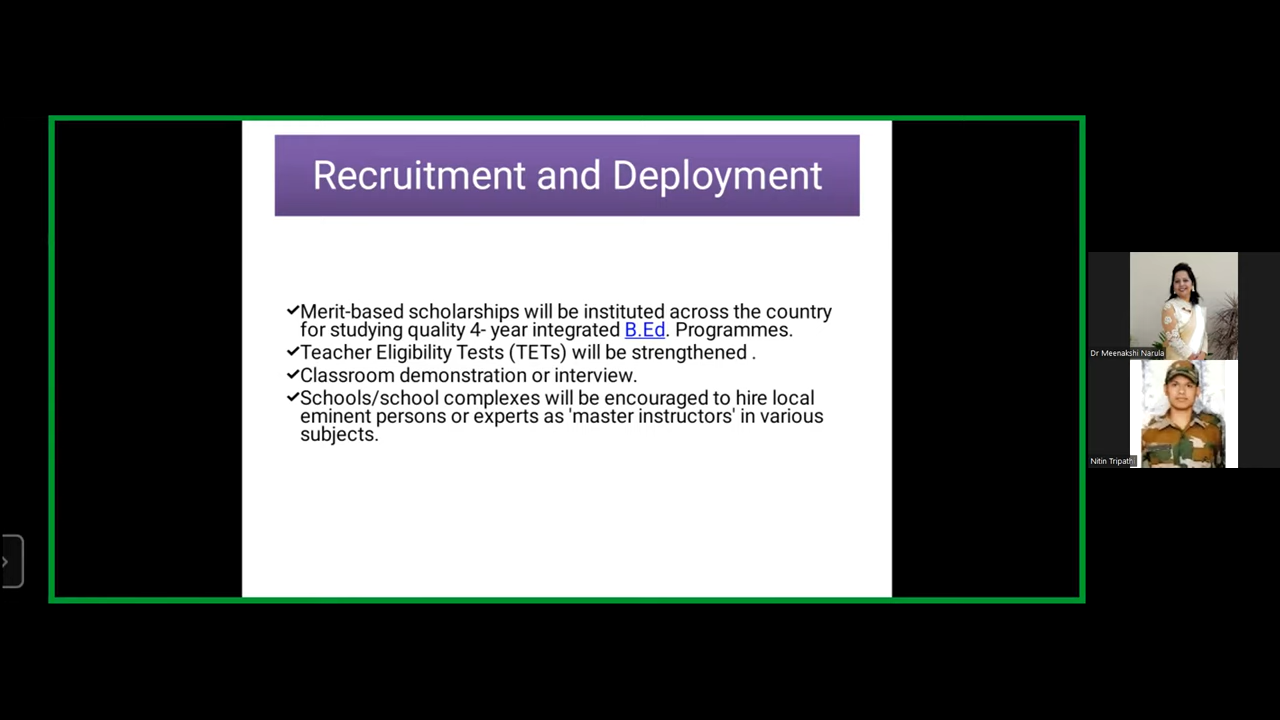 Recruitment and Deployment
✔Merit-based scholarships will be instituted across the country
for studying quality 4- year integrated B.Ed. Programmes.
✔Teacher Eligibility Tests (TETs) will be strengthened .
✔Classroom demonstration or interview.
✔Schools/school complexes will be encouraged to hire local
eminent persons or experts as 'master instructors' in various
subjects.
Dr Meenakshi Narula
Nitin Tripathi